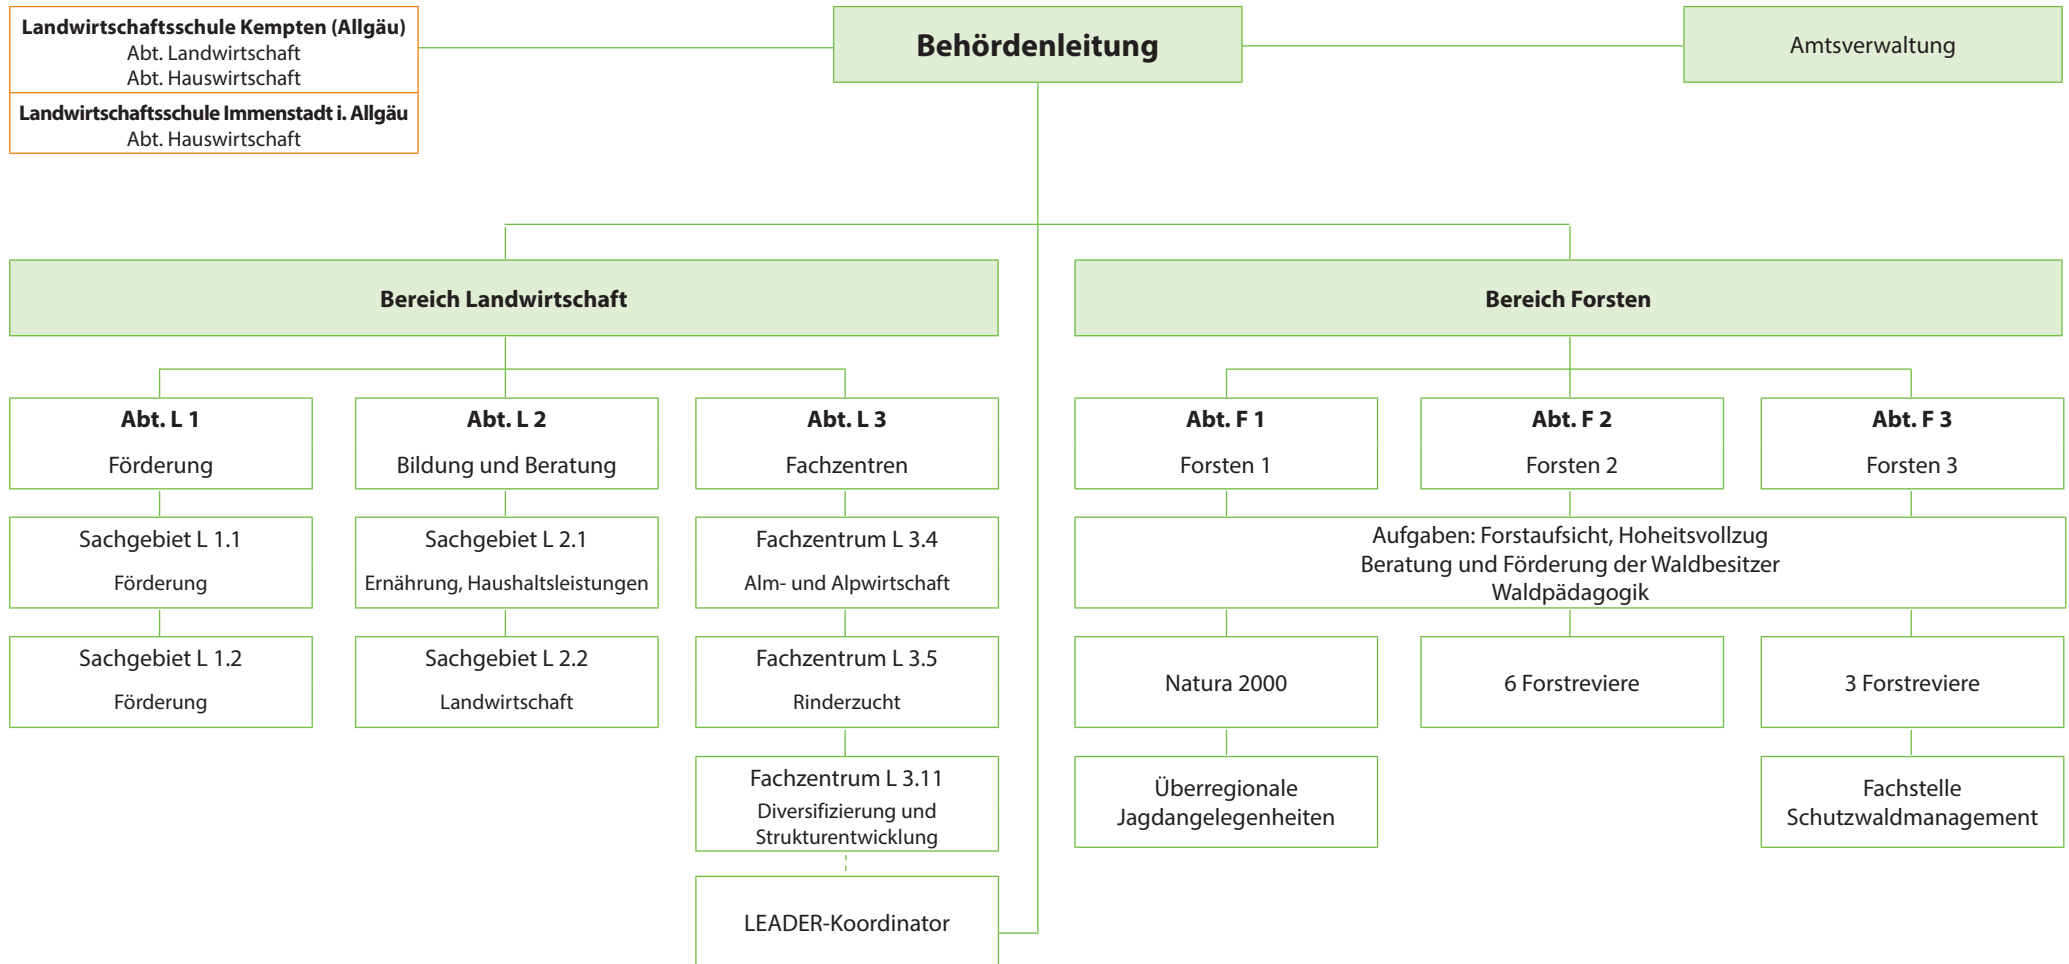 Landwirtschaftsschule Kempten (Allgäu)
Abt. Landwirtschaft
Abt. Hauswirtschaft
Landwirtschaftsschule Immenstadt i. Allgäu
Abt. Hauswirtschaft
Behördenleitung
Amtsverwaltung
Bereich Landwirtschaft
Bereich Forsten
Abt. L 1
Förderung
Abt. L 2
Bildung und Beratung
Abt. L 3
Fachzentren
Abt. F 1
Forsten 1
Abt. F 2
Forsten 2
Abt. F 3
Forsten 3
Sachgebiet L 1.1
Förderung
Sachgebiet L 2.1
Ernährung, Haushaltsleistungen
Fachzentrum L 3.4
Alm- und Alpwirtschaft
Aufgaben: Forstaufsicht, Hoheitsvollzug
Beratung und Förderung der Waldbesitzer
Waldpädagogik
Sachgebiet L 1.2
Förderung
Sachgebiet L 2.2
Landwirtschaft
Fachzentrum L 3.5
Rinderzucht
Natura 2000
6 Forstreviere
3 Forstreviere
Fachzentrum L 3.11
Diversifizierung und
Strukturentwicklung
Überregionale
Jagdangelegenheiten
Fachstelle
Schutzwaldmanagement
LEADER-Koordinator